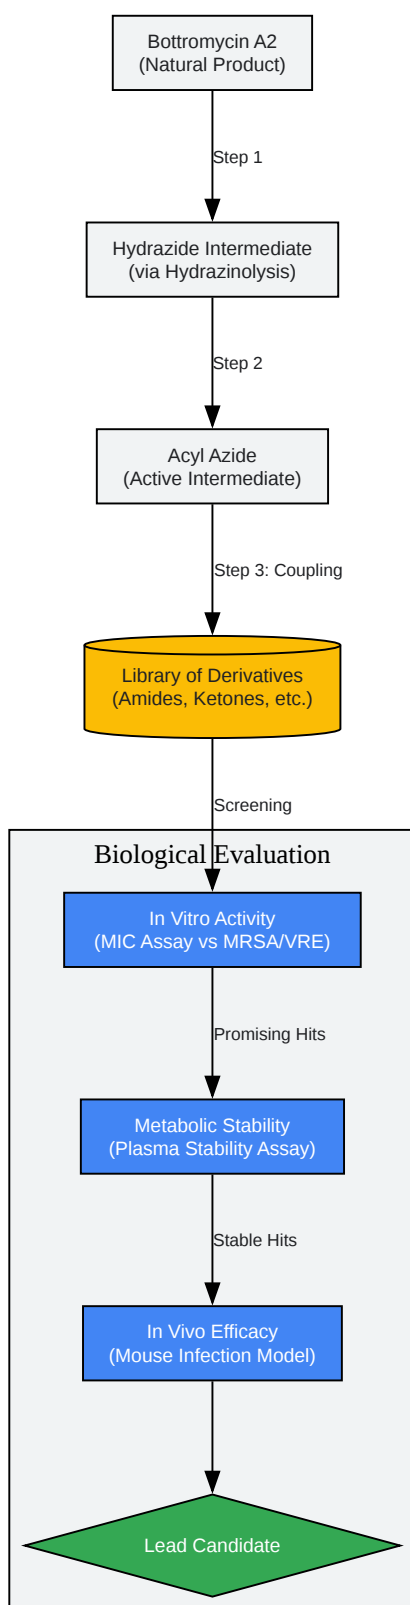 Bottromycin A2
(Natural Product)
Step 1
Hydrazide Intermediate
(via Hydrazinolysis)
Step 2
Acyl Azide
(Active Intermediate)
Step 3: Coupling
Library of Derivatives
(Amides, Ketones, etc.)
Screening
Biological Evaluation
In Vitro Activity
(MIC Assay vs MRSA/VRE)
Promising Hits
Metabolic Stability
(Plasma Stability Assay)
Stable Hits
In Vivo Efficacy
(Mouse Infection Model)
Lead Candidate